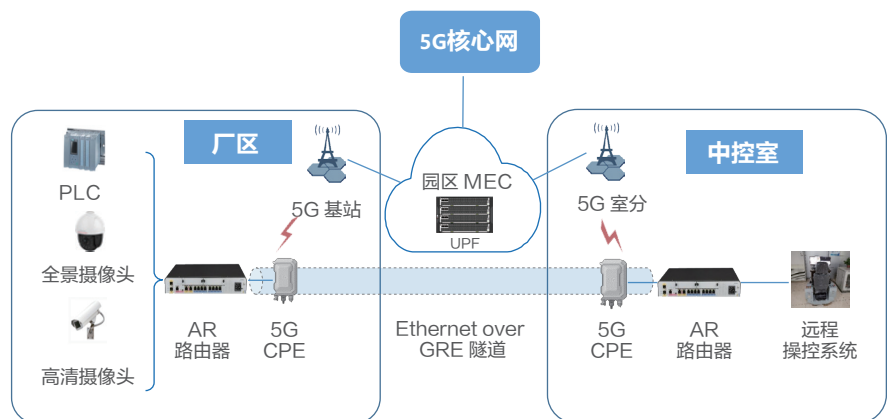 5G核心网
厂区
中控室
PLC
全景摄像头
高清摄像头
5G 基站
园区 MEC
UPF
5G 室分
AR
路由器
5G
CPE
Ethernet over
GRE 隧道
5G
CPE
AR
路由器
远程
操控系统